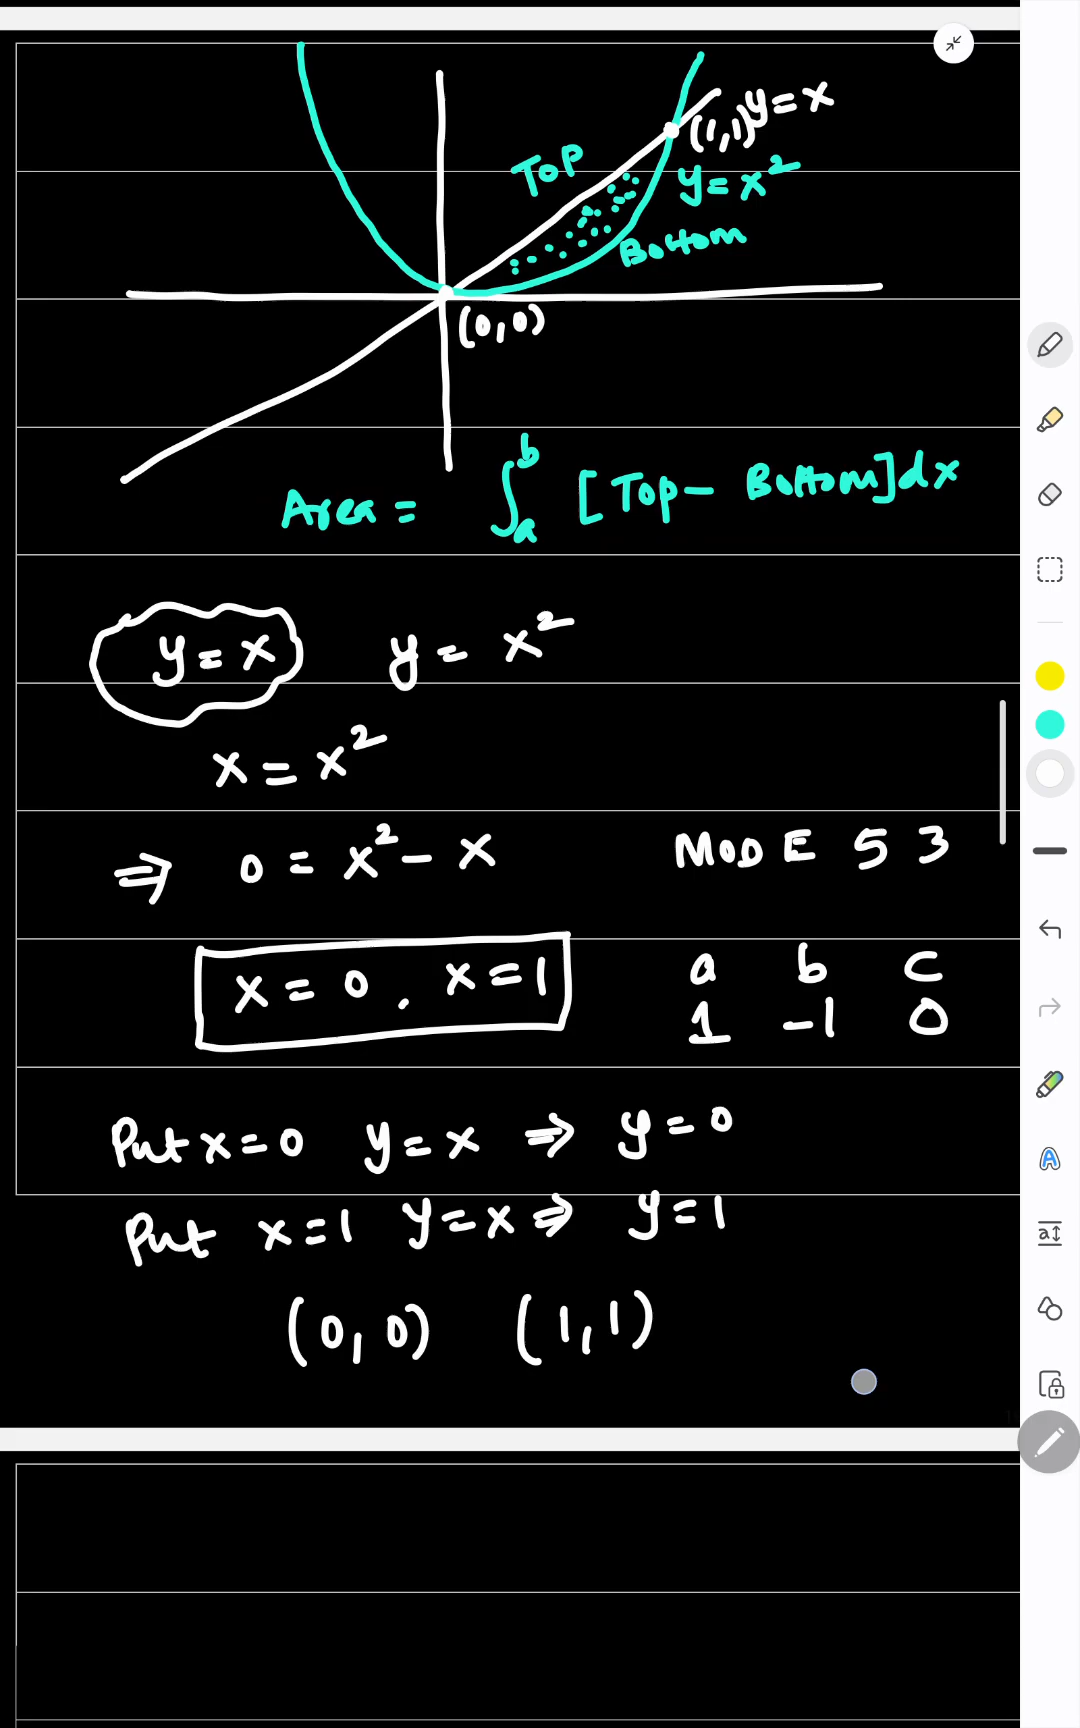 y = x
(1,1)
Top
y = x²
Bottom
(0,0)
Area = ∫ₐᵇ [Top - Bottom] dx
y = x y = x²
x = x²
⇒ 0 = x² - x MODE 5 3
x = 0 , x = 1 a b c
1 -1 0
Put x = 0 y = x ⇒ y = 0
Put x = 1 y = x ⇒ y = 1
(0,0) (1,1)